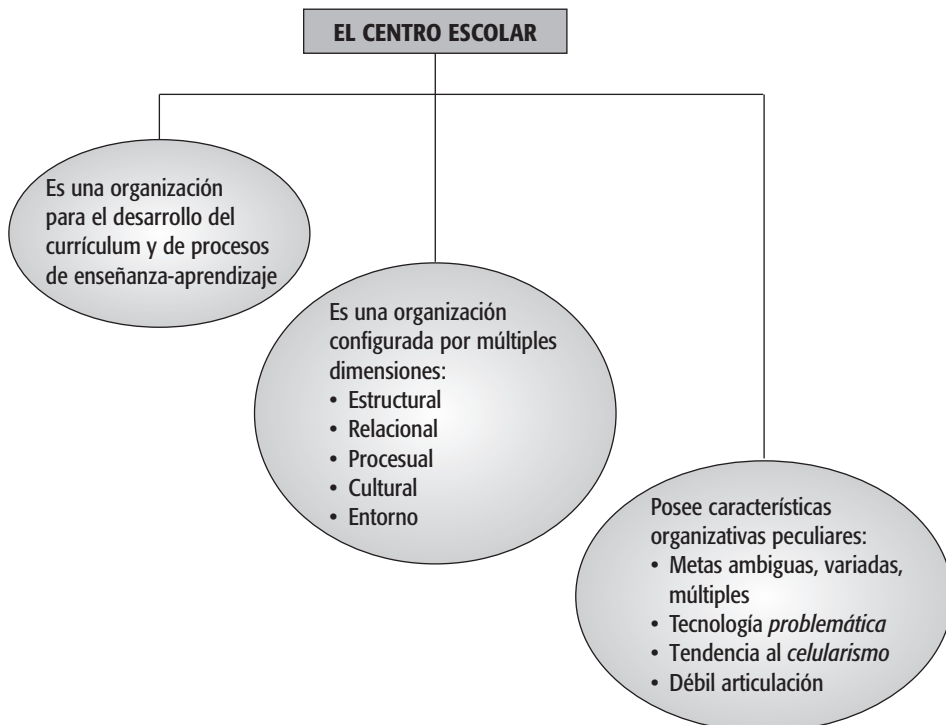 EL CENTRO ESCOLAR
Es una organización
para el desarrollo del
currículum y de procesos
de enseñanza-aprendizaje
Es una organización
configurada por múltiples
dimensiones:
• Estructural
• Relacional
• Procesual
• Cultural
• Entorno
Posee características
organizativas peculiares:
• Metas ambiguas, variadas,
múltiples
• Tecnología problemática
• Tendencia al celularismo
• Débil articulación